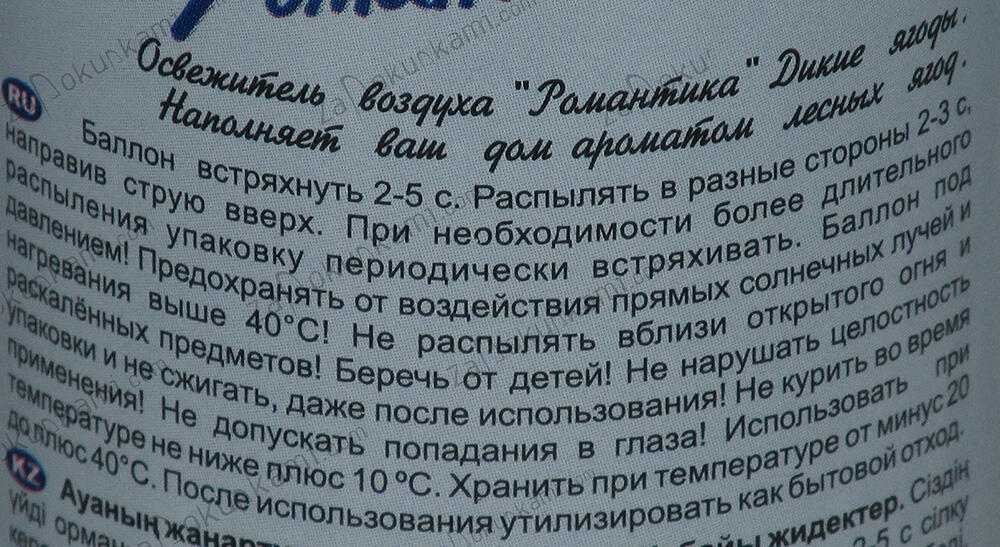 Освежитель воздуха "Романтика" Дикие ягоды.
Наполняет ваш дом ароматом лесных ягод.
RU
Баллон встряхнуть 2-5 с. Распылять в разные стороны 2-3 с,
направив струю вверх. При необходимости более длительного
распыления упаковку периодически встряхивать. Баллон под
давлением! Предохранять от воздействия прямых солнечных лучей и
нагревания выше 40°С! Не распылять вблизи открытого огня и
раскалённых предметов! Беречь от детей! Не нарушать целостность
упаковки и не сжигать, даже после использования! Не курить во время
применения! Не допускать попадания в глаза! Использовать при
температуре не ниже плюс 10 ºС. Хранить при температуре от минус 20
до плюс 40°С. После использования утилизировать как бытовой отход.
KZ
Ауаның жидектер. Сіздің
үйді 2-5 с сілку